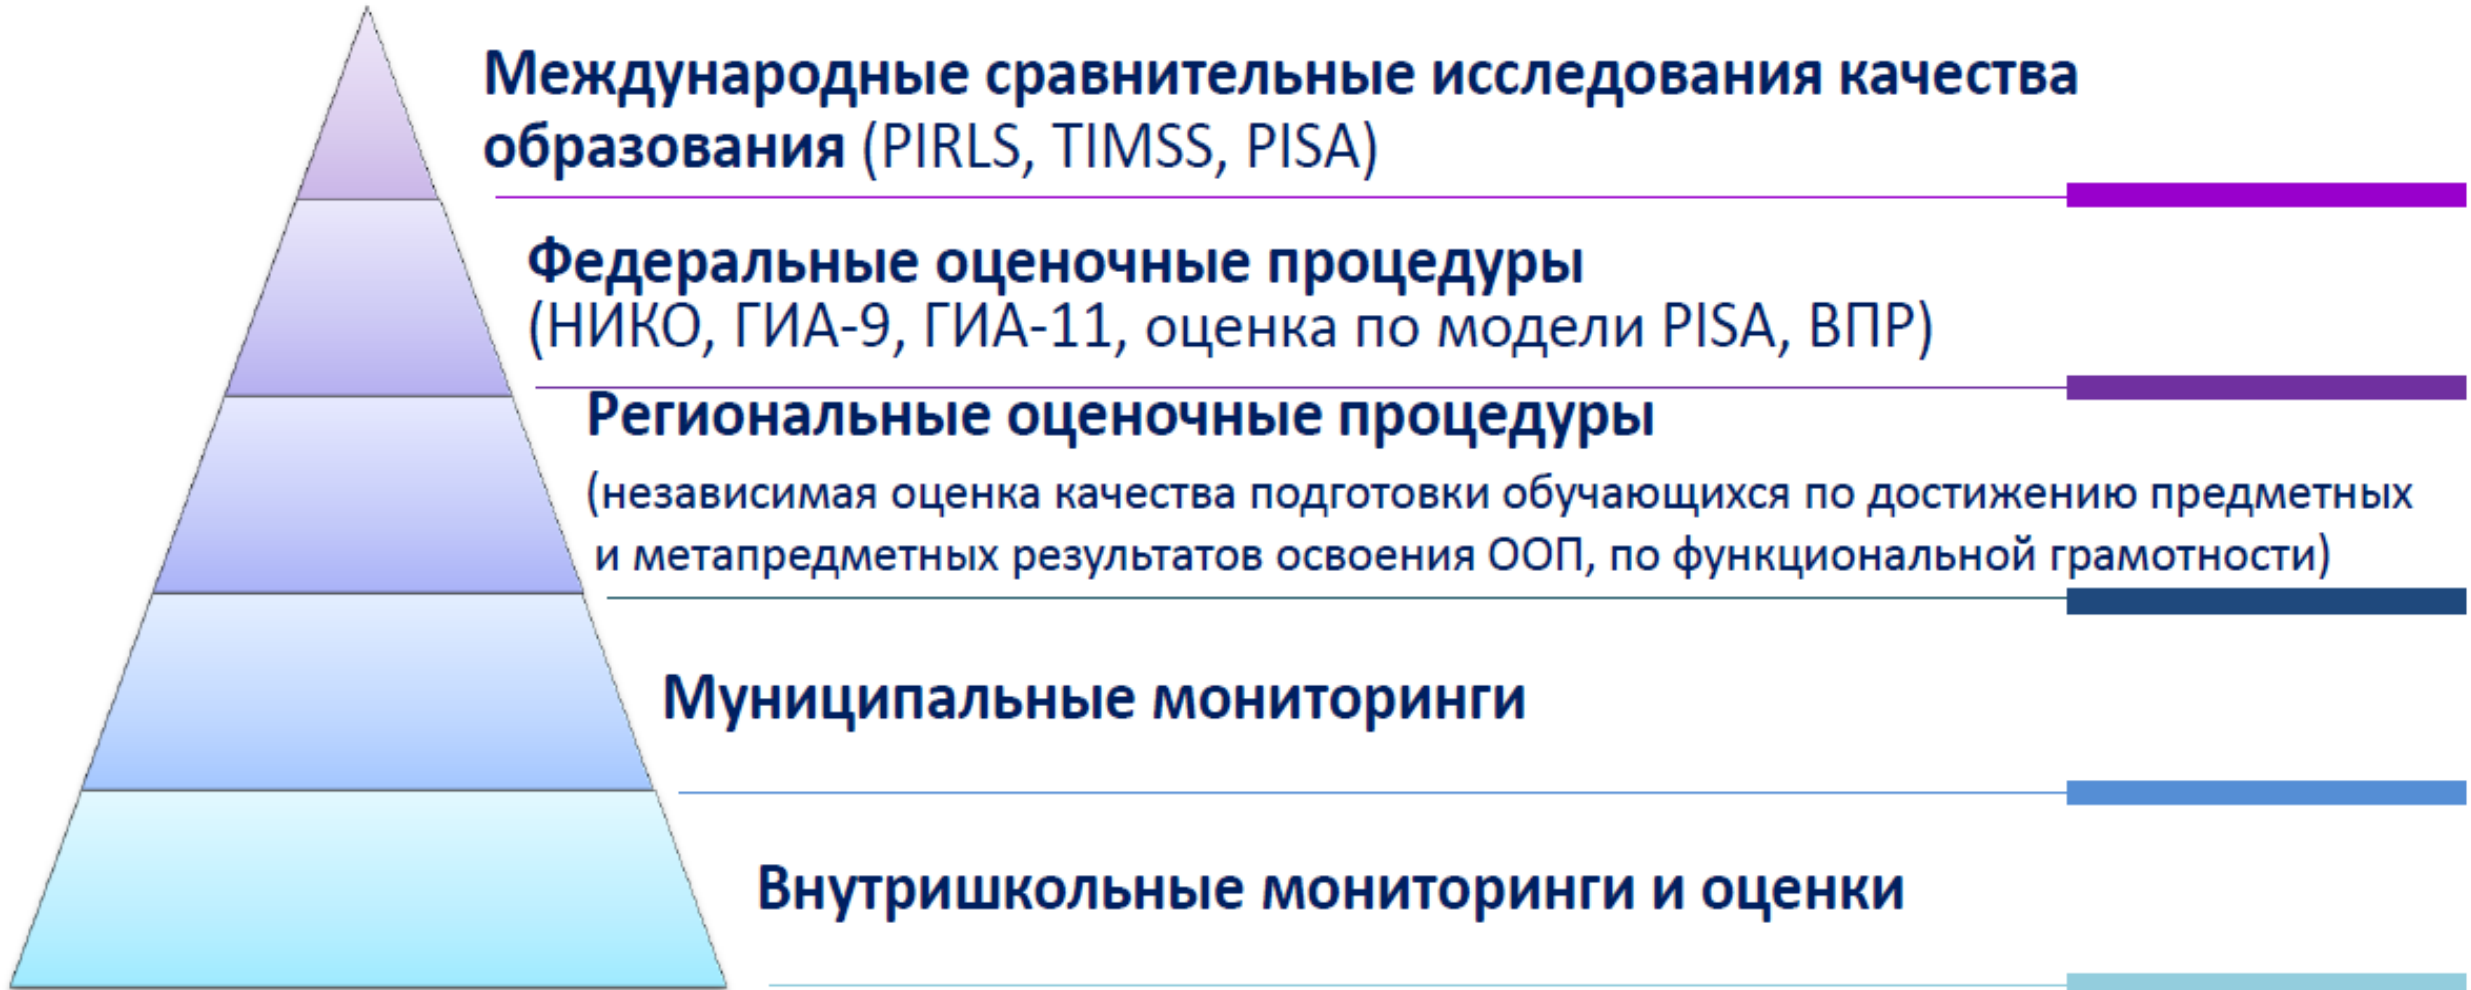 Международные сравнительные исследования качества
образования (PIRLS, TIMSS, PISA)
Федеральные оценочные процедуры
(НИКО, ГИА-9, ГИА-11, оценка по модели PISA, ВПР)
Региональные оценочные процедуры
(независимая оценка качества подготовки обучающихся по достижению предметных
и метапредметных результатов освоения ООП, по функциональной грамотности)
Муниципальные мониторинги
Внутришкольные мониторинги и оценки